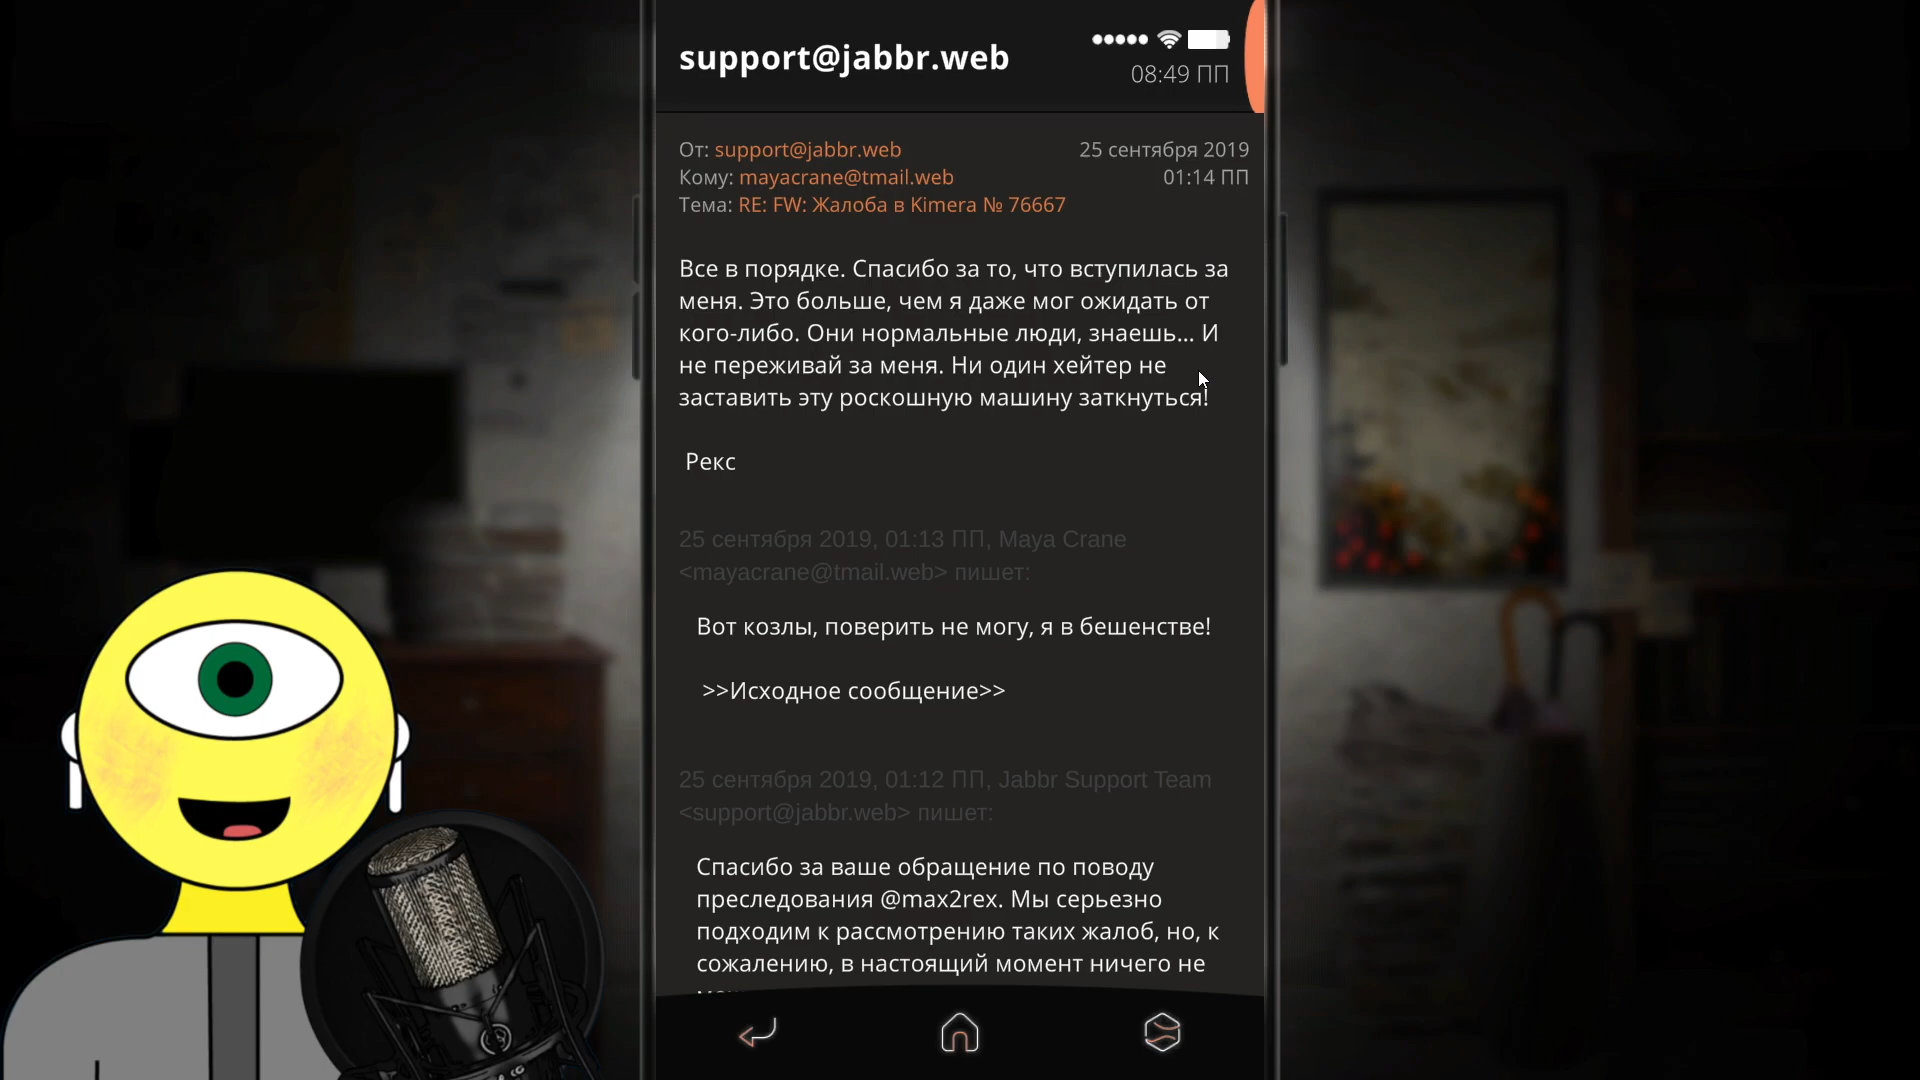 support@jabbr.web
08:49 ПП
От: support@jabbr.web
25 сентября 2019
Кому: mayacrane@tmail.web
01:14 ПП
Тема: RE: FW: Жалоба в Kimera № 76667
Все в порядке. Спасибо за то, что вступилась за
меня. Это больше, чем я даже мог ожидать от
кого-либо. Они нормальные люди, знаешь... И
не переживай за меня. Ни один хейтер не
заставить эту роскошную машину заткнуться!
Рекс
25 сентября 2019, 01:13 ПП, Maya Crane
<mayacrane@tmail.web> пишет:
Вот козлы, поверить не могу, я в бешенстве!
>>Исходное сообщение>>
25 сентября 2019, 01:12 ПП, Jabbr Support Team
<support@jabbr.web> пишет:
Спасибо за ваше обращение по поводу
преследования @max2rex. Мы серьезно
подходим к рассмотрению таких жалоб, но, к
сожалению, в настоящий момент ничего не